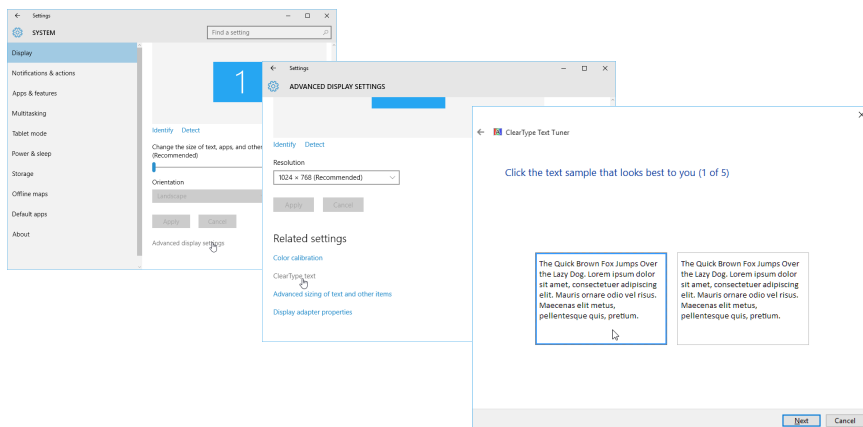 Settings
SYSTEM
Find a setting
Display
Notifications & actions
Apps & features
Multitasking
Tablet mode
Power & sleep
Storage
Offline maps
Default apps
About
1
Identify Detect
Change the size of text, apps, and other
(Recommended)
Orientation
Landscape
Apply Cancel
Advanced display settings
Settings
ADVANCED DISPLAY SETTINGS
Identify Detect
Resolution
1024 × 768 (Recommended)
Apply Cancel
Related settings
Color calibration
ClearType text
Advanced sizing of text and other items
Display adapter properties
ClearType Text Tuner
Click the text sample that looks best to you (1 of 5)
The Quick Brown Fox Jumps Over
the Lazy Dog. Lorem ipsum dolor
sit amet, consectetuer adipiscing
elit. Mauris ornare odio vel risus.
Maecenas elit metus,
pellentesque quis, pretium.
The Quick Brown Fox Jumps Over
the Lazy Dog. Lorem ipsum dolor
sit amet, consectetuer adipiscing
elit. Mauris ornare odio vel risus.
Maecenas elit metus,
pellentesque quis, pretium.
Next Cancel